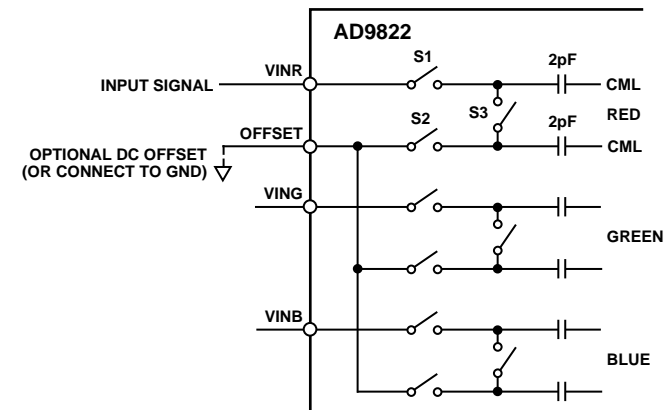 AD9822
S1
2pF
INPUT SIGNAL
VINR
CML
S3
RED
S2
2pF
OFFSET
CML
OPTIONAL DC OFFSET
(OR CONNECT TO GND)
VING
GREEN
VINB
BLUE